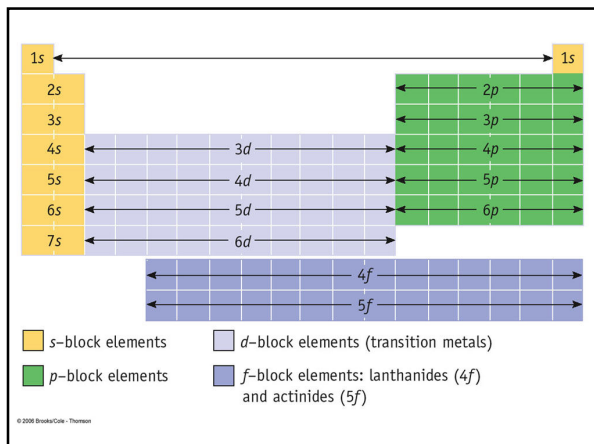 1s 1s
2s 2p
3s 3p
4s 3d 4p
5s 4d 5p
6s 5d 6p
7s 6d
4f
5f
s–block elements d–block elements (transition metals)
p–block elements f–block elements: lanthanides (4f)
and actinides (5f)
© 2006 Brooks/Cole - Thomson